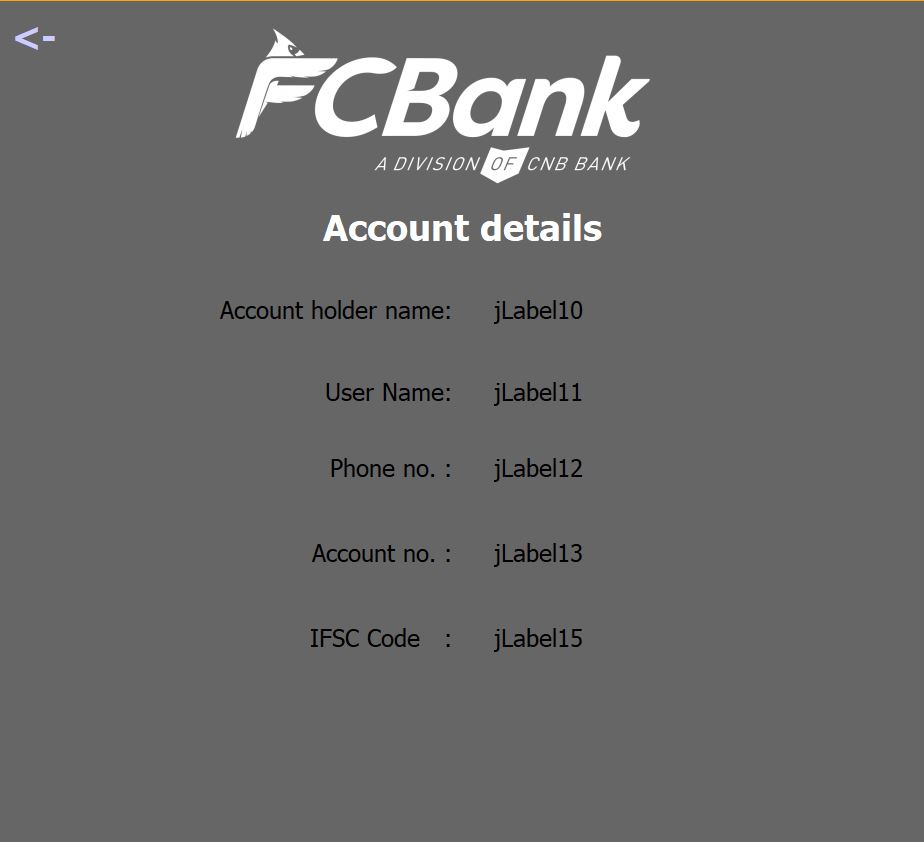 <-
FCBank
A DIVISION OF CNB BANK
Account details
Account holder name: jLabel10
User Name: jLabel11
Phone no. : jLabel12
Account no. : jLabel13
IFSC Code : jLabel15